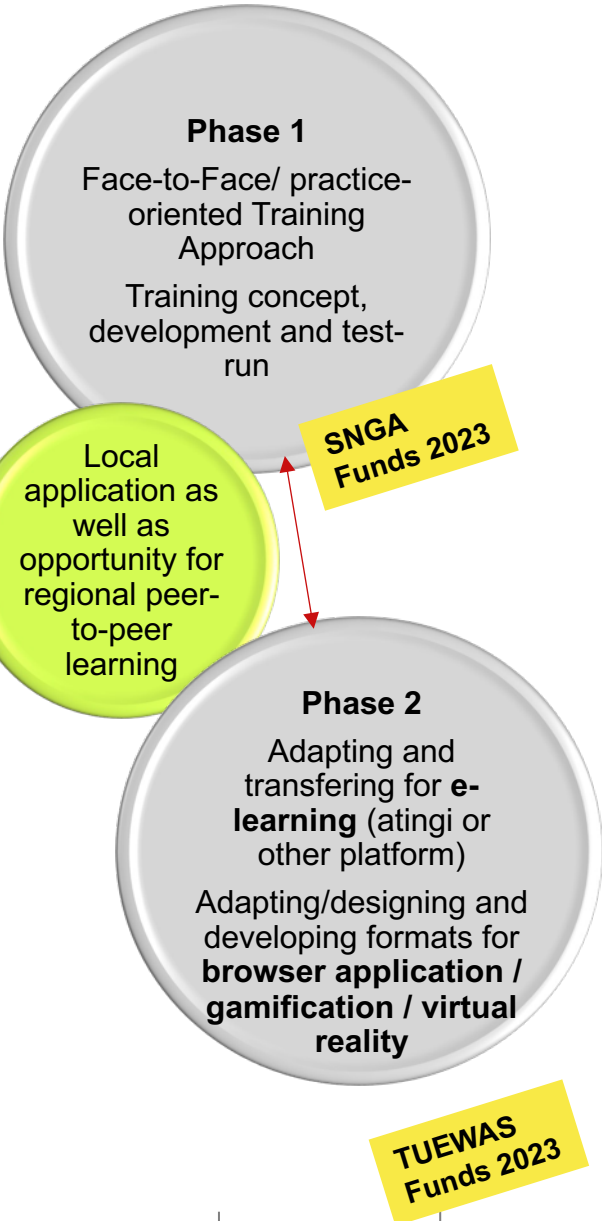 Phase 1
Face-to-Face/ practice-
oriented Training
Approach
Training concept,
development and test-
run
SNGA
Funds 2023
Local
application as
well as
opportunity for
regional peer-
to-peer
learning
Phase 2
Adapting and
transfering for e-
learning (atingi or
other platform)
Adapting/designing and
developing formats for
browser application /
gamification / virtual
reality
TUEWAS
Funds 2023